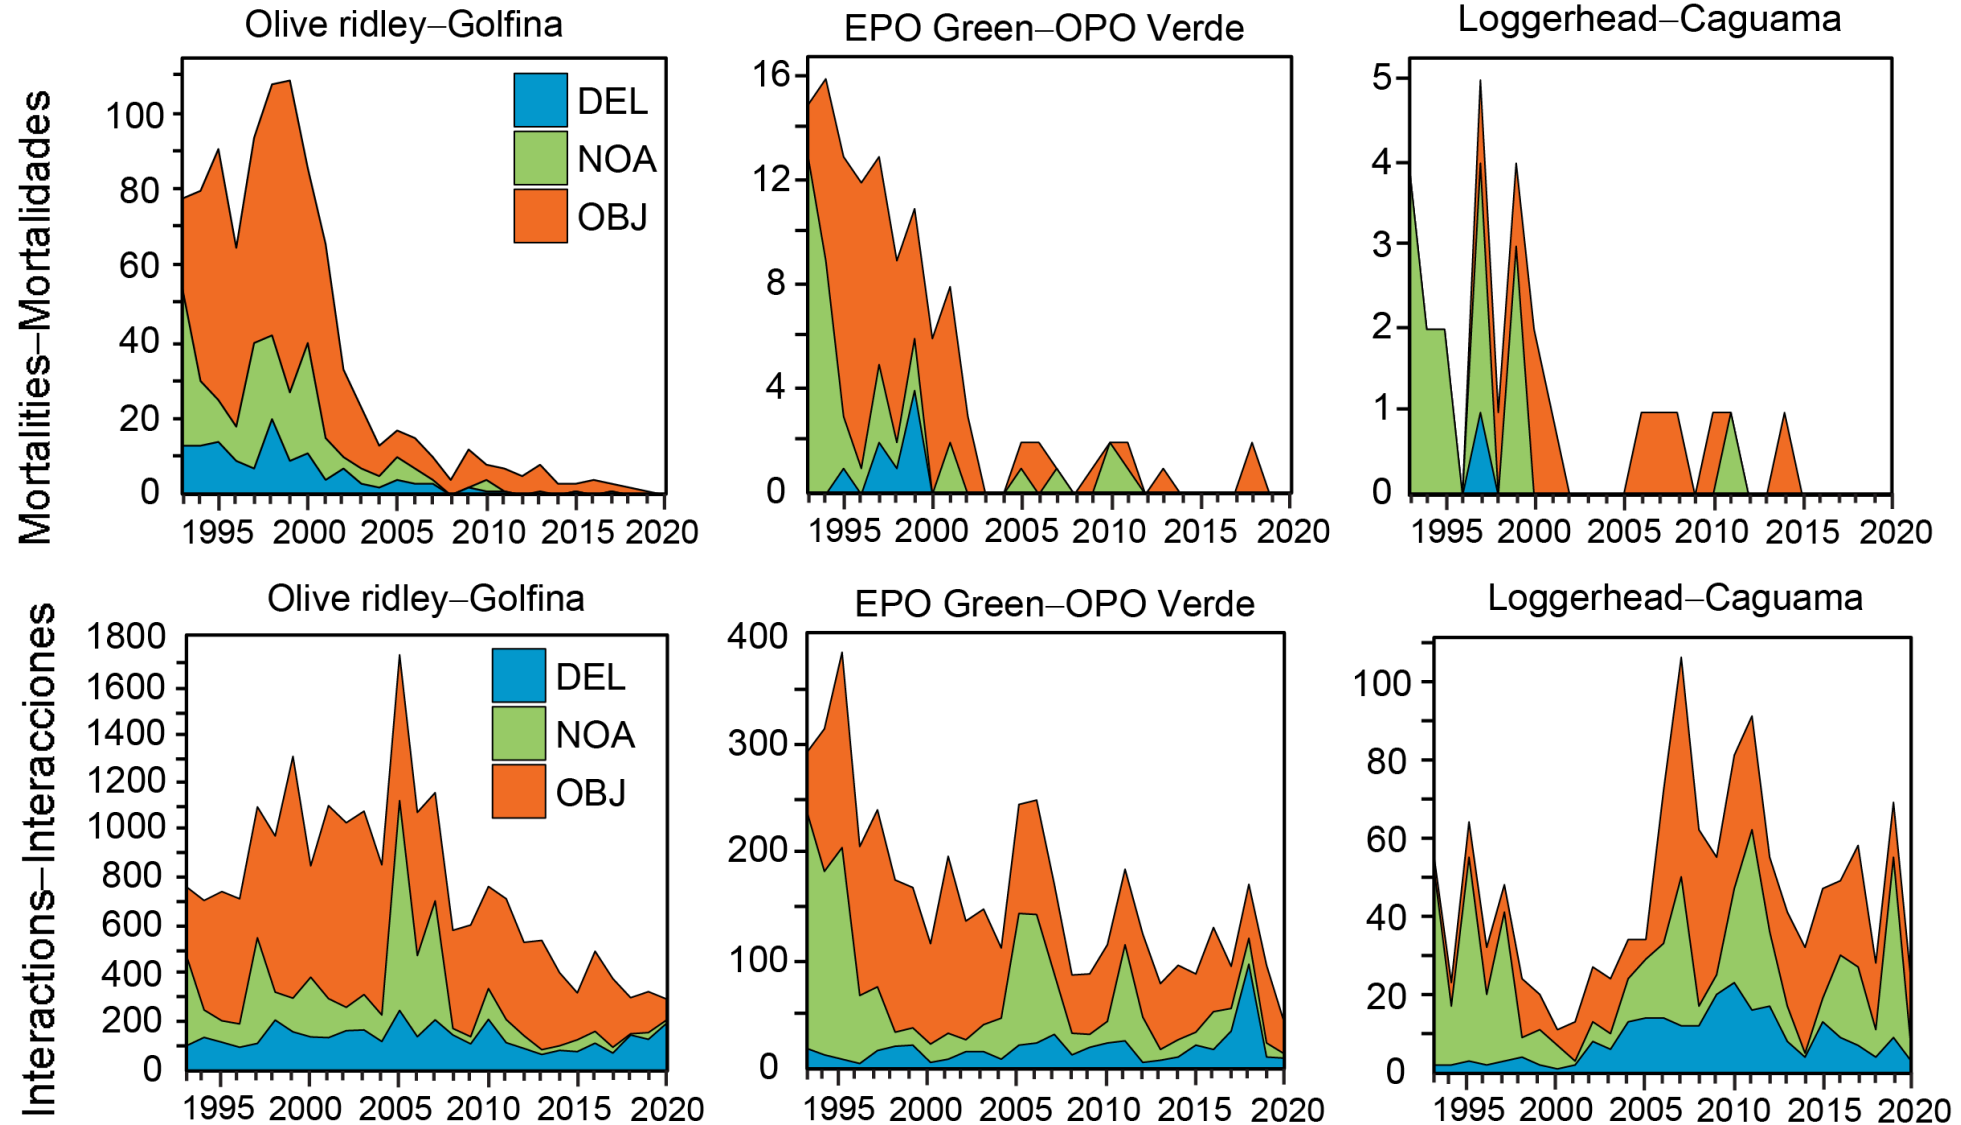 Olive ridley–Golfina
EPO Green–OPO Verde
Loggerhead–Caguama
Mortalities–Mortalidades
100
80
60
40
20
0
DEL
NOA
OBJ
1995 2000 2005 2010 2015 2020
16
12
8
4
0
1995 2000 2005 2010 2015 2020
5
4
3
2
1
0
1995 2000 2005 2010 2015 2020
Olive ridley–Golfina
EPO Green–OPO Verde
Loggerhead–Caguama
Interactions–Interacciones
1800
1600
1400
1200
1000
800
600
400
200
0
DEL
NOA
OBJ
1995 2000 2005 2010 2015 2020
400
300
200
100
0
1995 2000 2005 2010 2015 2020
100
80
60
40
20
0
1995 2000 2005 2010 2015 2020